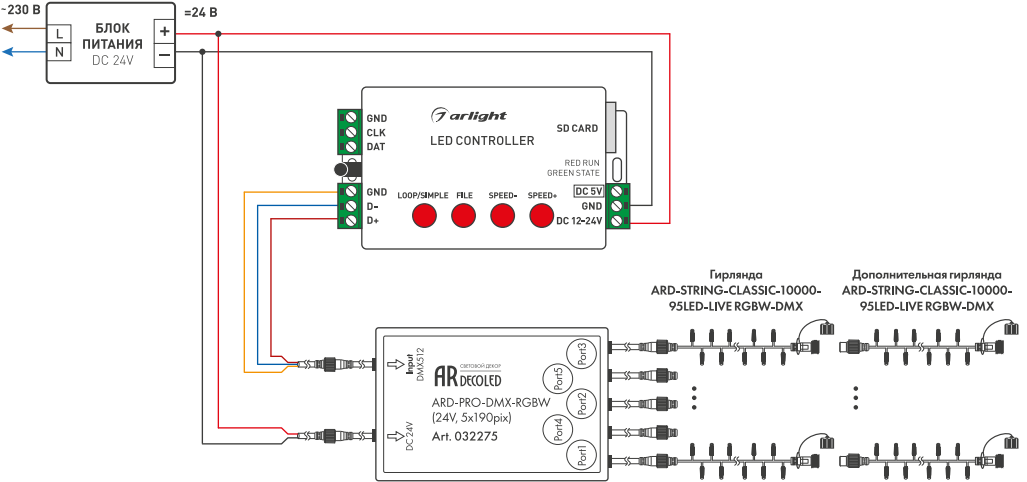 ~230 В
L
N
БЛОК
ПИТАНИЯ
DC 24V
+
−
=24 В
GND
CLK
DAT
arlight
LED CONTROLLER
SD CARD
RED RUN
GREEN STATE
GND
D-
D+
LOOP/SIMPLE
FILE
SPEED-
SPEED+
DC 5V
GND
DC 12-24V
Гирлянда
ARD-STRING-CLASSIC-10000-
95LED-LIVE RGBW-DMX
Дополнительная гирлянда
ARD-STRING-CLASSIC-10000-
95LED-LIVE RGBW-DMX
Input
DMX512
DC 24V
AR
СВЕТОВОЙ ДЕКОР
DECOLED
ARD-PRO-DMX-RGBW
(24V, 5x190pix)
Art. 032275
Port3
Port5
Port2
Port4
Port1